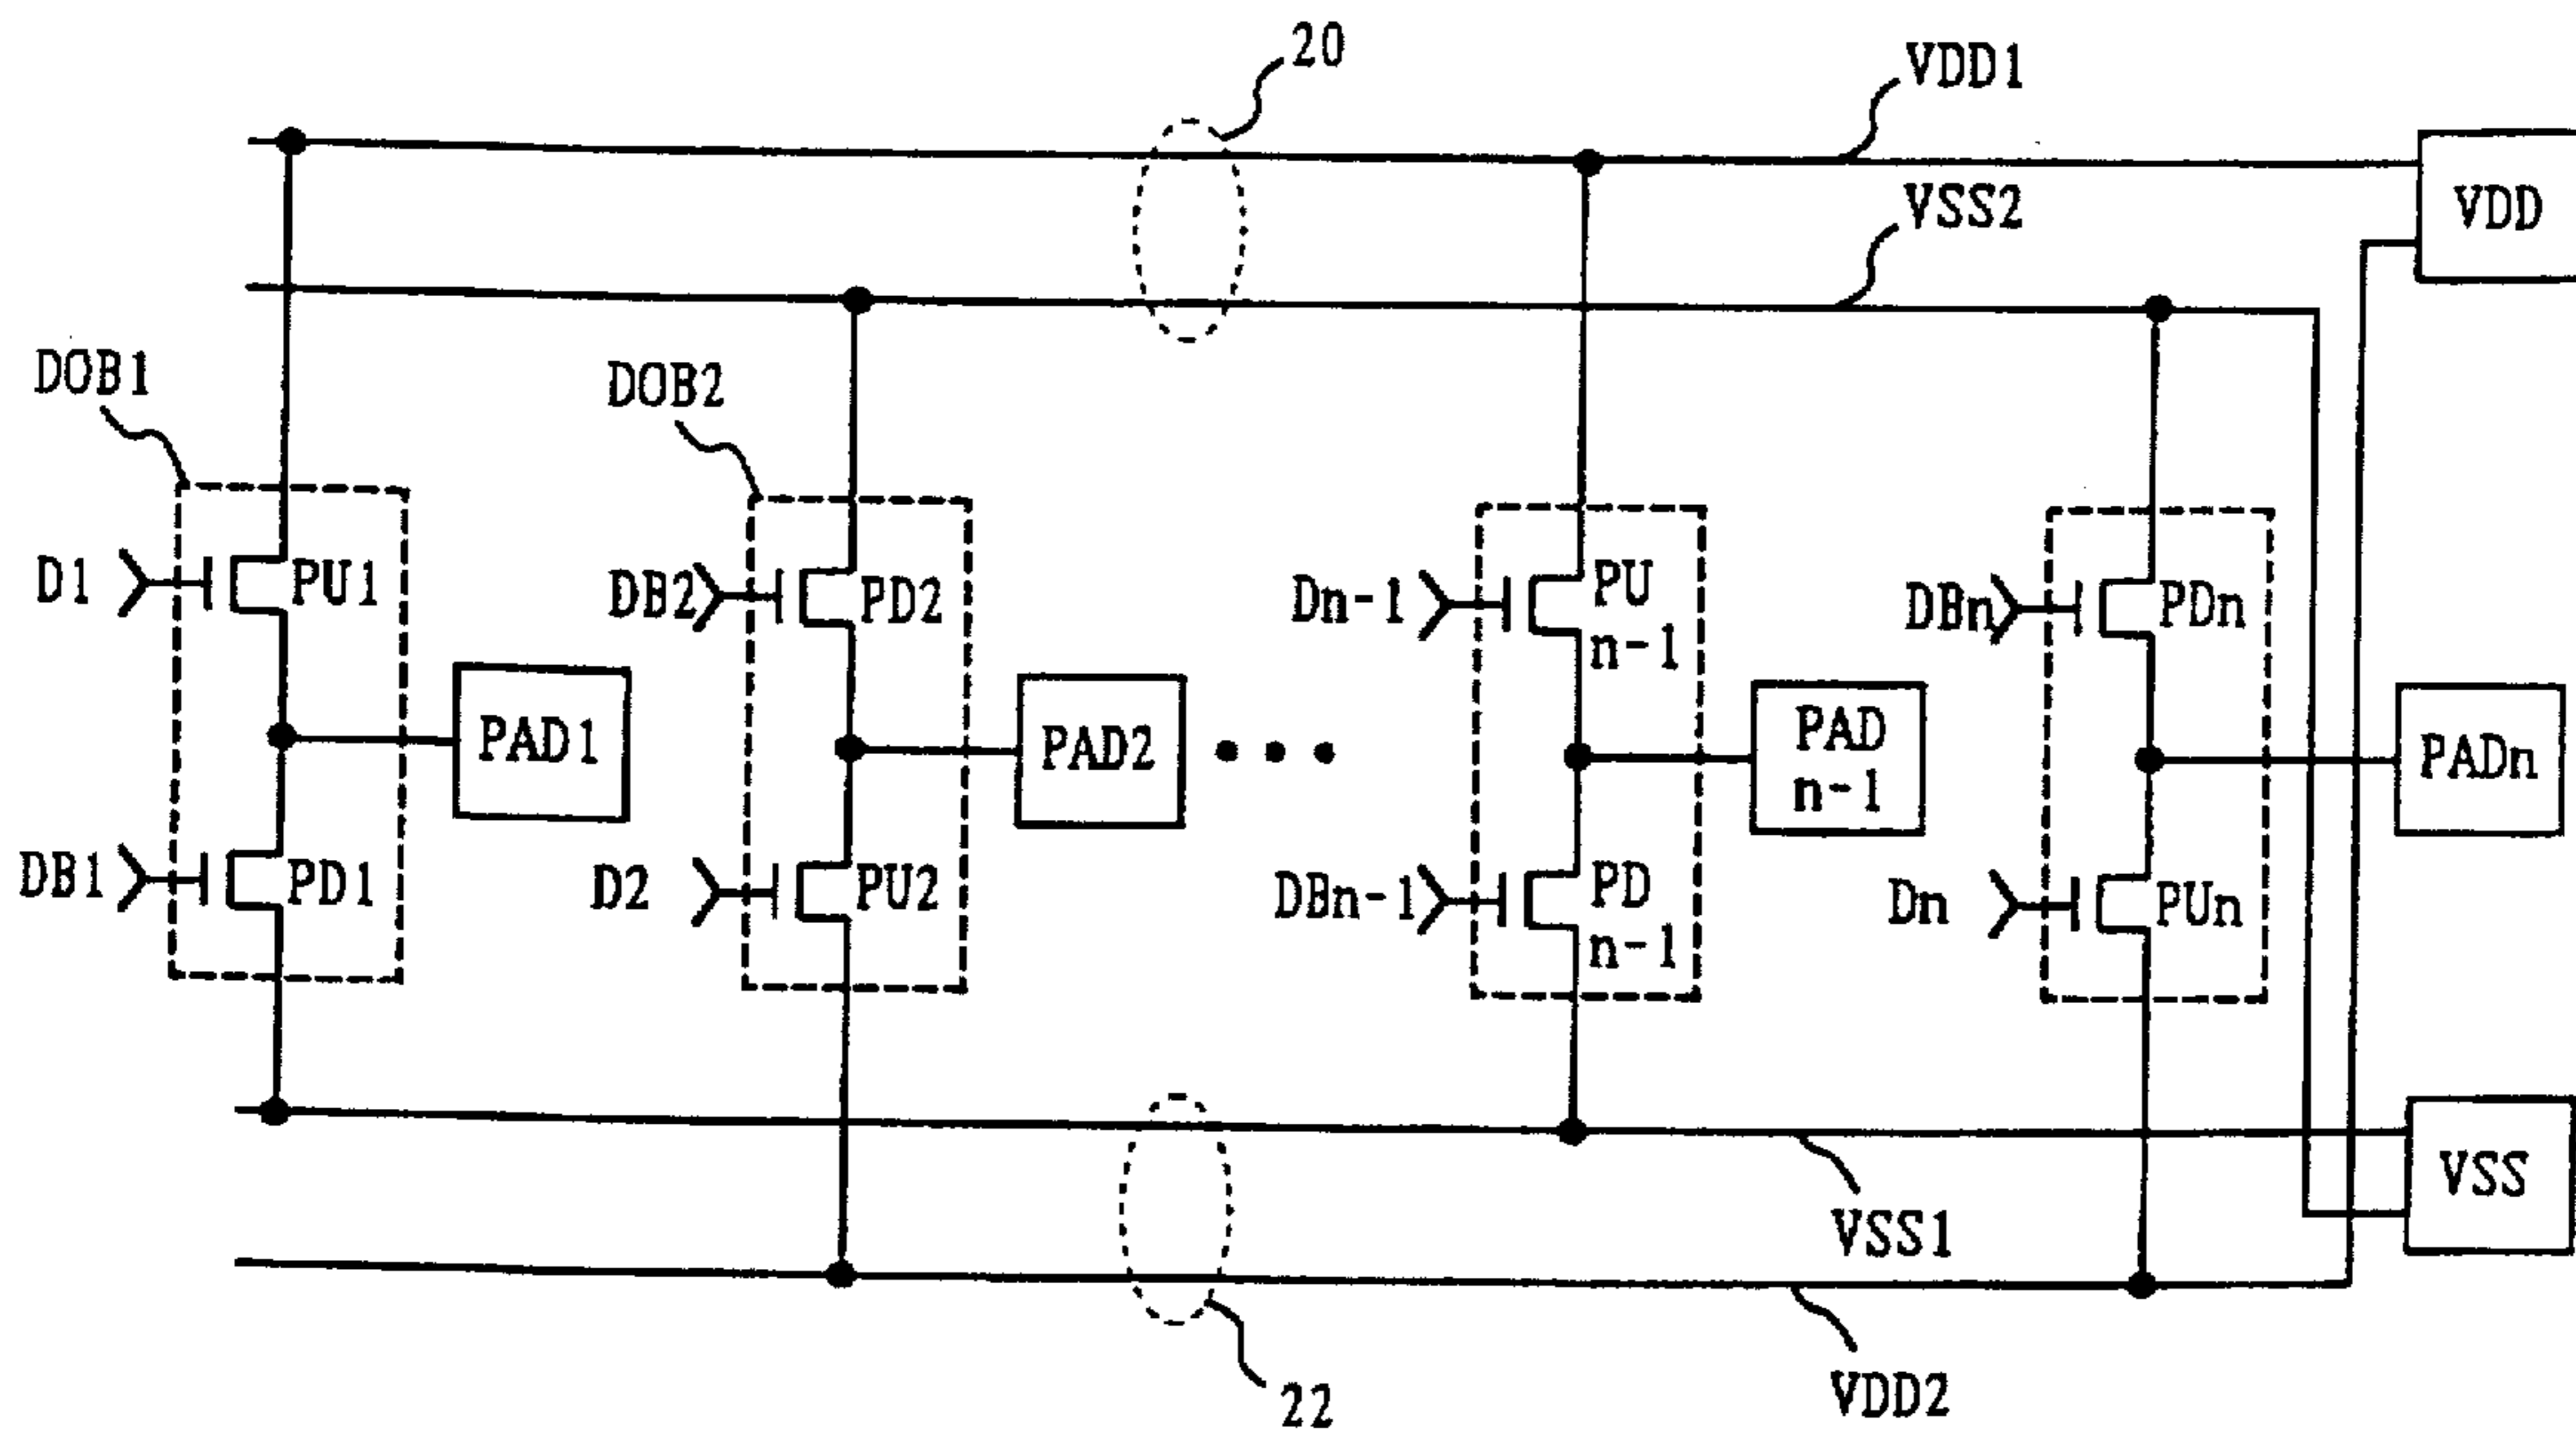 20
VDD1
VDD
VSS2
DOB1
DOB2
D1
PU1
DB2
PD2
Dn-1
PU
n-1
DBn
PDn
PAD1
PAD2
PAD
n-1
PADn
DB1
PD1
D2
PU2
DBn-1
PD
n-1
Dn
PUn
VSS
VSS1
VDD2
22